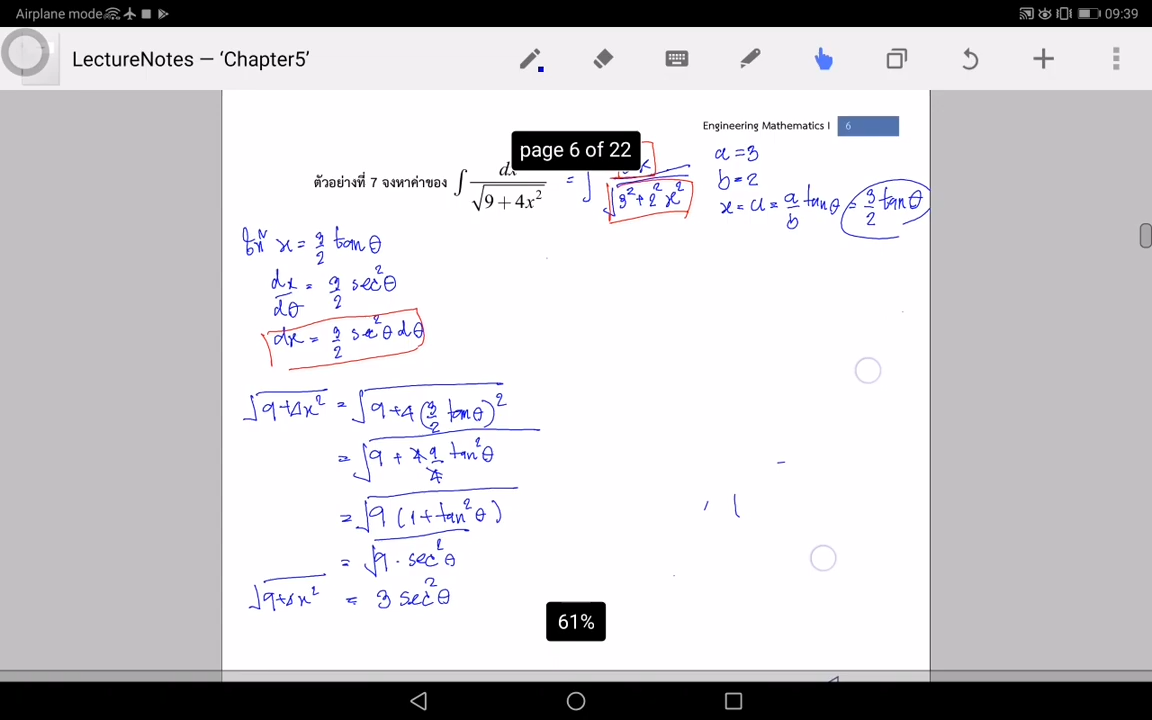 Airplane mode 09:39
LectureNotes – ‘Chapter5’
Engineering Mathematics I 6
page 6 of 22
ตัวอย่างที่ 7 จงหาค่าของ ∫ dx / √(9 + 4x²) = ∫ / √(3² + 2²x²)
a = 3
b = 2
x = u = a/b tanθ = 3/2 tanθ
x = 3/2 tanθ
dx/dθ = 3/2 sec²θ
dx = 3/2 sec²θ dθ
√(9+4x²) = √(9+4(3/2 tanθ)²)
= √(9 + 4 9/4 tan²θ)
= √(9(1+tan²θ))
= √(9 · sec²θ)
√(9+4x²) = 3 sec²θ
61%